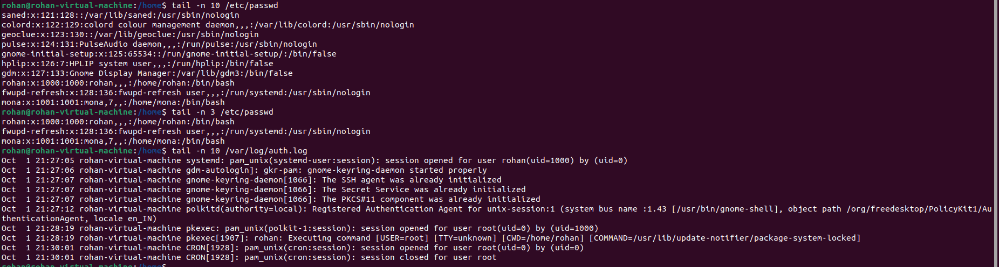 rohan@rohan-virtual-machine:/home$ tail -n 10 /etc/passwd
saned:x:121:128::/var/lib/saned:/usr/sbin/nologin
colord:x:122:129:colord colour management daemon,,,:/var/lib/colord:/usr/sbin/nologin
geoclue:x:123:130::/var/lib/geoclue:/usr/sbin/nologin
pulse:x:124:131:PulseAudio daemon,,,:/run/pulse:/usr/sbin/nologin
gnome-initial-setup:x:125:65534::/run/gnome-initial-setup/:/bin/false
hplip:x:126:7:HPLIP system user,,,:/run/hplip:/bin/false
gdm:x:127:133:Gnome Display Manager:/var/lib/gdm3:/bin/false
rohan:x:1000:1000:rohan,,,:/home/rohan:/bin/bash
fwupd-refresh:x:128:136:fwupd-refresh user,,,:/run/systemd:/usr/sbin/nologin
mona:x:1001:1001:mona,7,,:/home/mona:/bin/bash
rohan@rohan-virtual-machine:/home$ tail -n 3 /etc/passwd
rohan:x:1000:1000:rohan,,,:/home/rohan:/bin/bash
fwupd-refresh:x:128:136:fwupd-refresh user,,,:/run/systemd:/usr/sbin/nologin
mona:x:1001:1001:mona,7,,:/home/mona:/bin/bash
rohan@rohan-virtual-machine:/home$ tail -n 10 /var/log/auth.log
Oct  1 21:27:05 rohan-virtual-machine systemd: pam_unix(systemd-user:session): session opened for user rohan(uid=1000) by (uid=0)
Oct  1 21:27:06 rohan-virtual-machine gdm-autologin]: gkr-pam: gnome-keyring-daemon started properly
Oct  1 21:27:07 rohan-virtual-machine gnome-keyring-daemon[1066]: The SSH agent was already initialized
Oct  1 21:27:07 rohan-virtual-machine gnome-keyring-daemon[1066]: The Secret Service was already initialized
Oct  1 21:27:07 rohan-virtual-machine gnome-keyring-daemon[1066]: The PKCS#11 component was already initialized
Oct  1 21:27:12 rohan-virtual-machine polkitd(authority=local): Registered Authentication Agent for unix-session:1 (system bus name :1.43 [/usr/bin/gnome-shell], object path /org/freedesktop/PolicyKit1/Au
thenticationAgent, locale en_IN)
Oct  1 21:28:19 rohan-virtual-machine pkexec: pam_unix(polkit-1:session): session opened for user root(uid=0) by (uid=1000)
Oct  1 21:28:19 rohan-virtual-machine pkexec[1907]: rohan: Executing command [USER=root] [TTY=unknown] [CWD=/home/rohan] [COMMAND=/usr/lib/update-notifier/package-system-locked]
Oct  1 21:30:01 rohan-virtual-machine CRON[1928]: pam_unix(cron:session): session opened for user root(uid=0) by (uid=0)
Oct  1 21:30:01 rohan-virtual-machine CRON[1928]: pam_unix(cron:session): session closed for user root